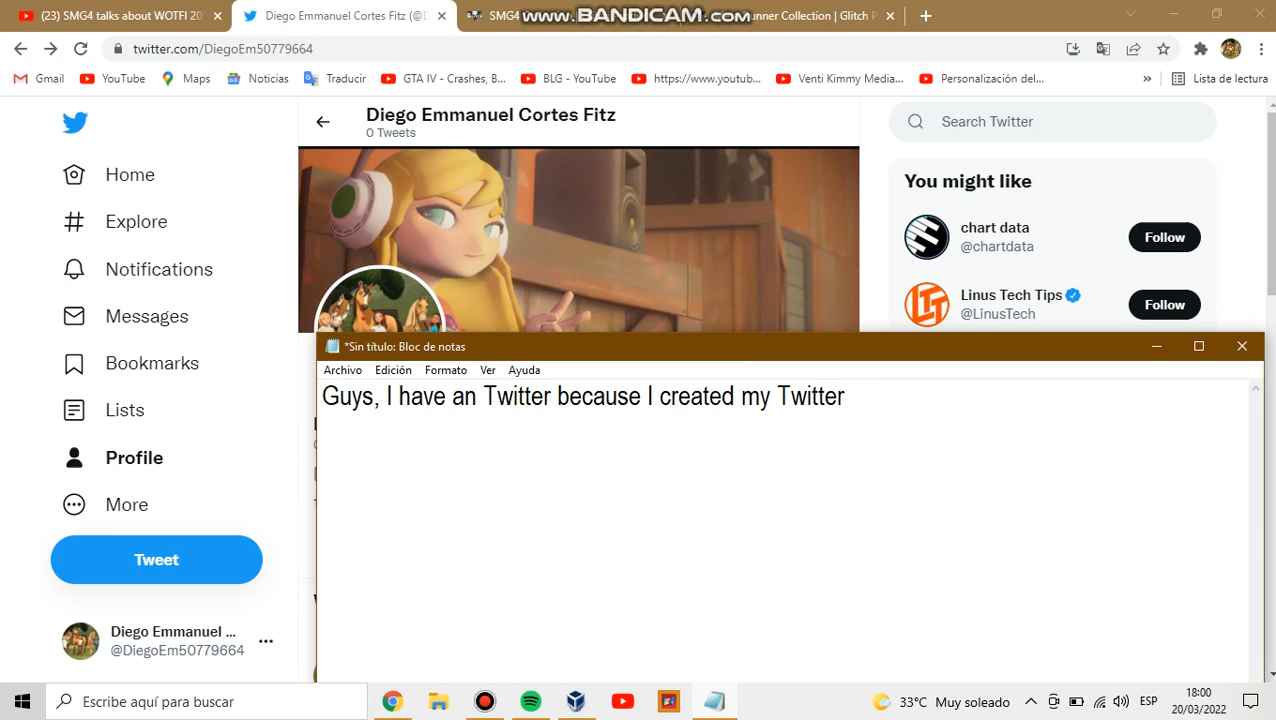 (23) SMG4 talks about WOTFI 20
Diego Emmanuel Cortes Fitz (@D
SMG4
www.BANDICAM.com
unner Collection | Glitch P
twitter.com/DiegoEm50779664
Gmail
YouTube
Maps
Noticias
Traducir
GTA IV - Crashes, B...
BLG - YouTube
https://www.youtub...
Venti Kimmy Media...
Personalización del...
»
Lista de lectura
Diego Emmanuel Cortes Fitz
0 Tweets
Search Twitter
Home
Explore
Notifications
Messages
Bookmarks
Lists
Profile
More
Tweet
Diego Emmanuel ...
@DiegoEm50779664
You might like
chart data
@chartdata
Follow
Linus Tech Tips
@LinusTech
Follow
*Sin título: Bloc de notas
Archivo Edición Formato Ver Ayuda
Guys, I have an Twitter because I created my Twitter
Escribe aquí para buscar
33°C Muy soleado
ESP
18:00
20/03/2022